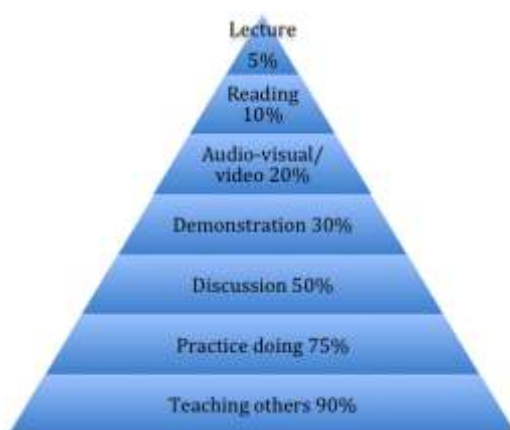 Lecture
5%
Reading
10%
Audio-visual/
video 20%
Demonstration 30%
Discussion 50%
Practice doing 75%
Teaching others 90%